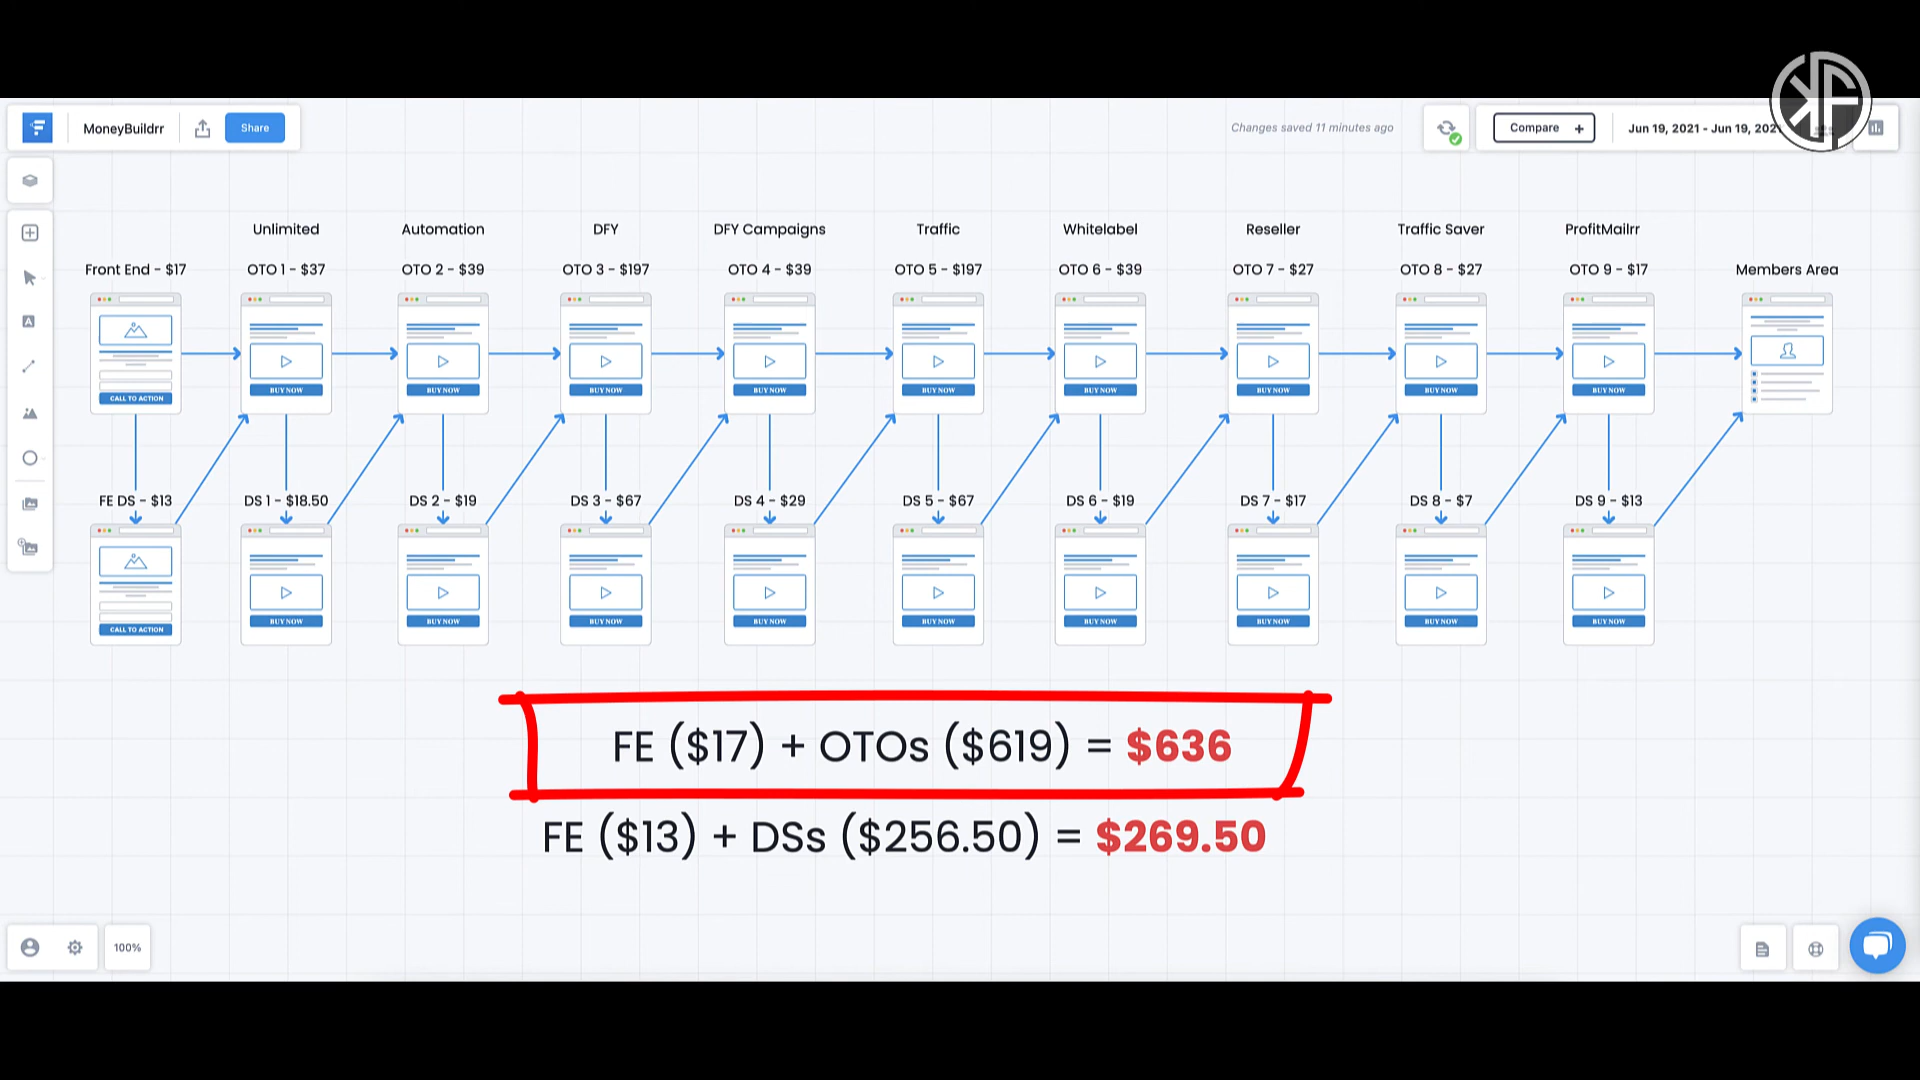 MoneyBuildrr
Share
Changes saved 11 minutes ago
Compare +
Jun 19, 2021 - Jun 19, 202
Unlimited
Automation
DFY
DFY Campaigns
Traffic
Whitelabel
Reseller
Traffic Saver
ProfitMailrr
Front End - $17
OTO 1 - $37
OTO 2 - $39
OTO 3 - $197
OTO 4 - $39
OTO 5 - $197
OTO 6 - $39
OTO 7 - $27
OTO 8 - $27
OTO 9 - $17
Members Area
CALL TO ACTION
BUY NOW
BUY NOW
BUY NOW
BUY NOW
BUY NOW
BUY NOW
BUY NOW
BUY NOW
BUY NOW
FE DS - $13
DS 1 - $18.50
DS 2 - $19
DS 3 - $67
DS 4 - $29
DS 5 - $67
DS 6 - $19
DS 7 - $17
DS 8 - $7
DS 9 - $13
CALL TO ACTION
BUY NOW
BUY NOW
BUY NOW
BUY NOW
BUY NOW
BUY NOW
BUY NOW
BUY NOW
BUY NOW
FE ($17) + OTOs ($619) = $636
FE ($13) + DSs ($256.50) = $269.50
100%